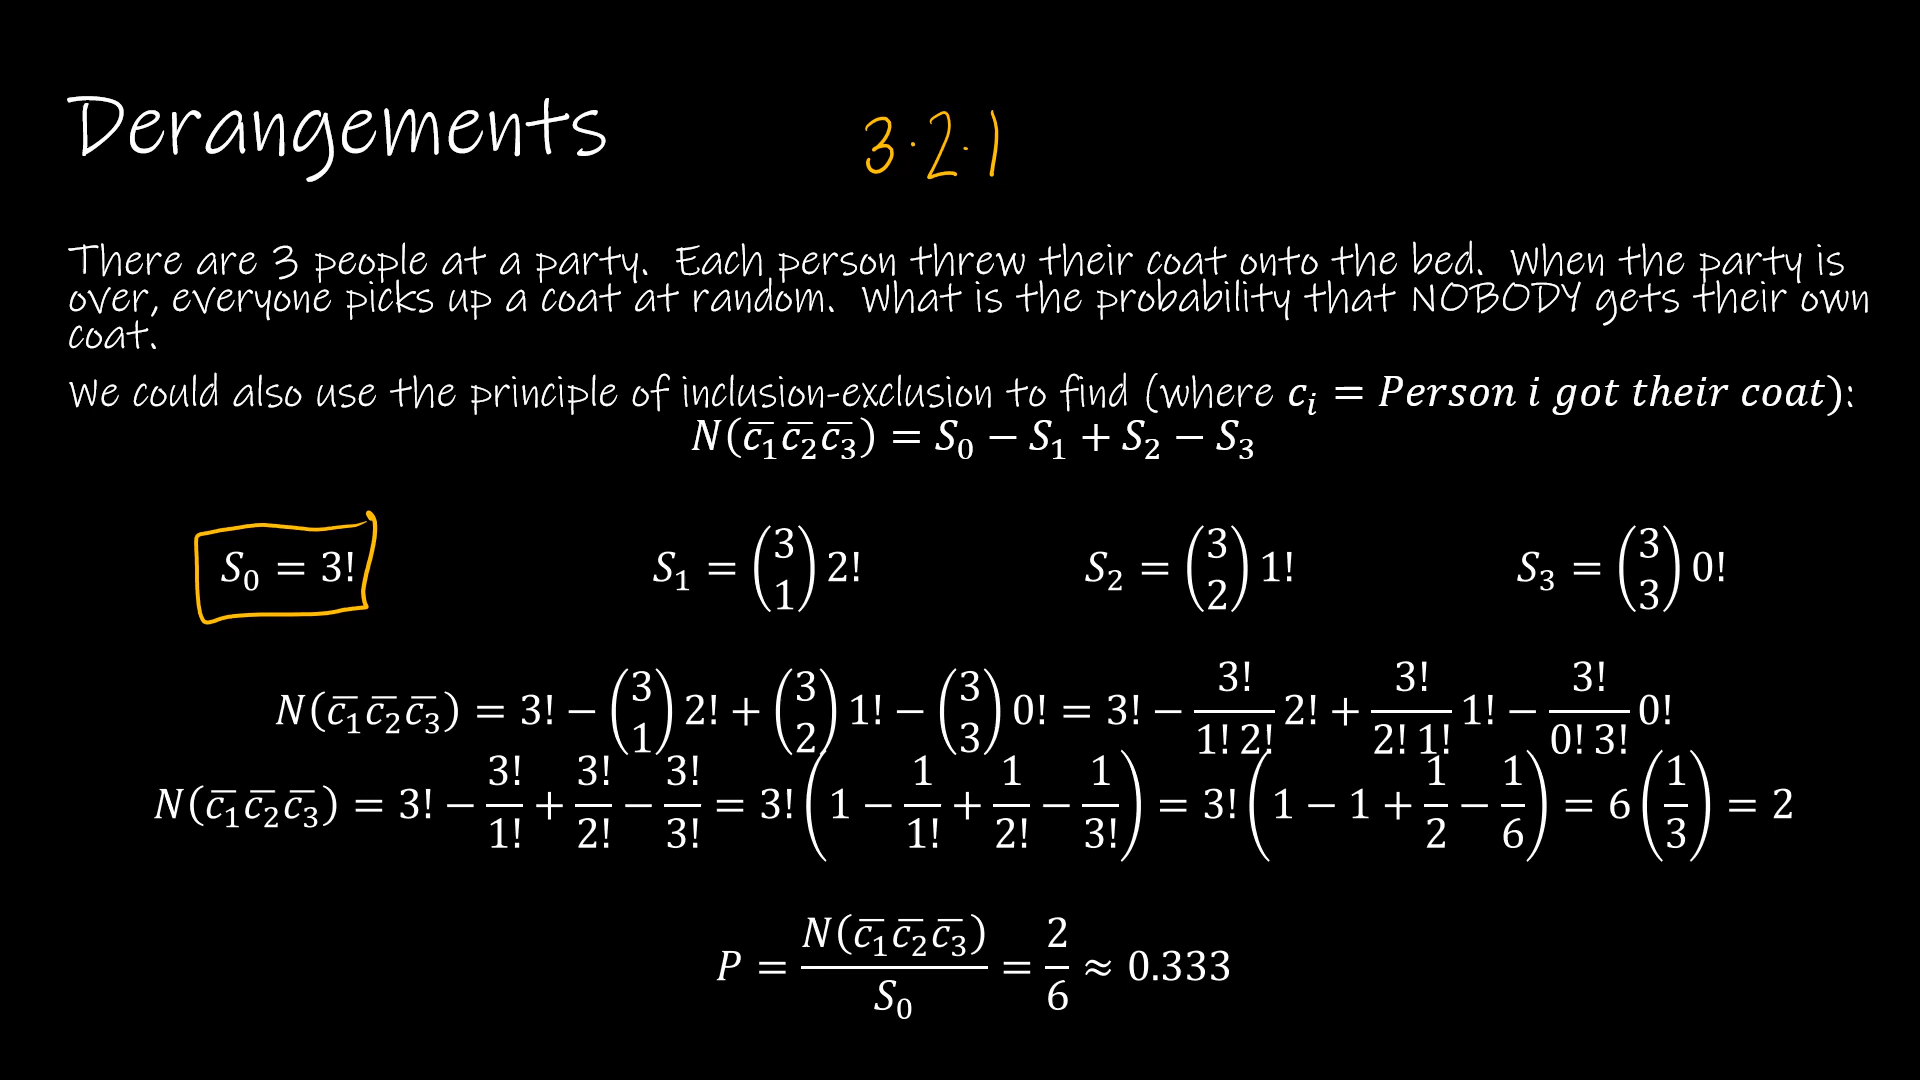 Derangements
3·2·1
There are 3 people at a party. Each person threw their coat onto the bed. When the party is
over, everyone picks up a coat at random. What is the probability that NOBODY gets their own
coat.
We could also use the principle of inclusion-exclusion to find (where c_i = Person i got their coat):
N(c̅₁c̅₂c̅₃) = S₀ − S₁ + S₂ − S₃
S₀ = 3! S₁ = (3 1) 2! S₂ = (3 2) 1! S₃ = (3 3) 0!
N(c̅₁c̅₂c̅₃) = 3! − (3 1) 2! + (3 2) 1! − (3 3) 0! = 3! − 3!/(1! 2!) 2! + 3!/(2! 1!) 1! − 3!/(0! 3!) 0!
N(c̅₁c̅₂c̅₃) = 3! − 3!/1! + 3!/2! − 3!/3! = 3! (1 − 1/1! + 1/2! − 1/3!) = 3! (1 − 1 + 1/2 − 1/6) = 6 (1/3) = 2
P = N(c̅₁c̅₂c̅₃)/S₀ = 2/6 ≈ 0.333